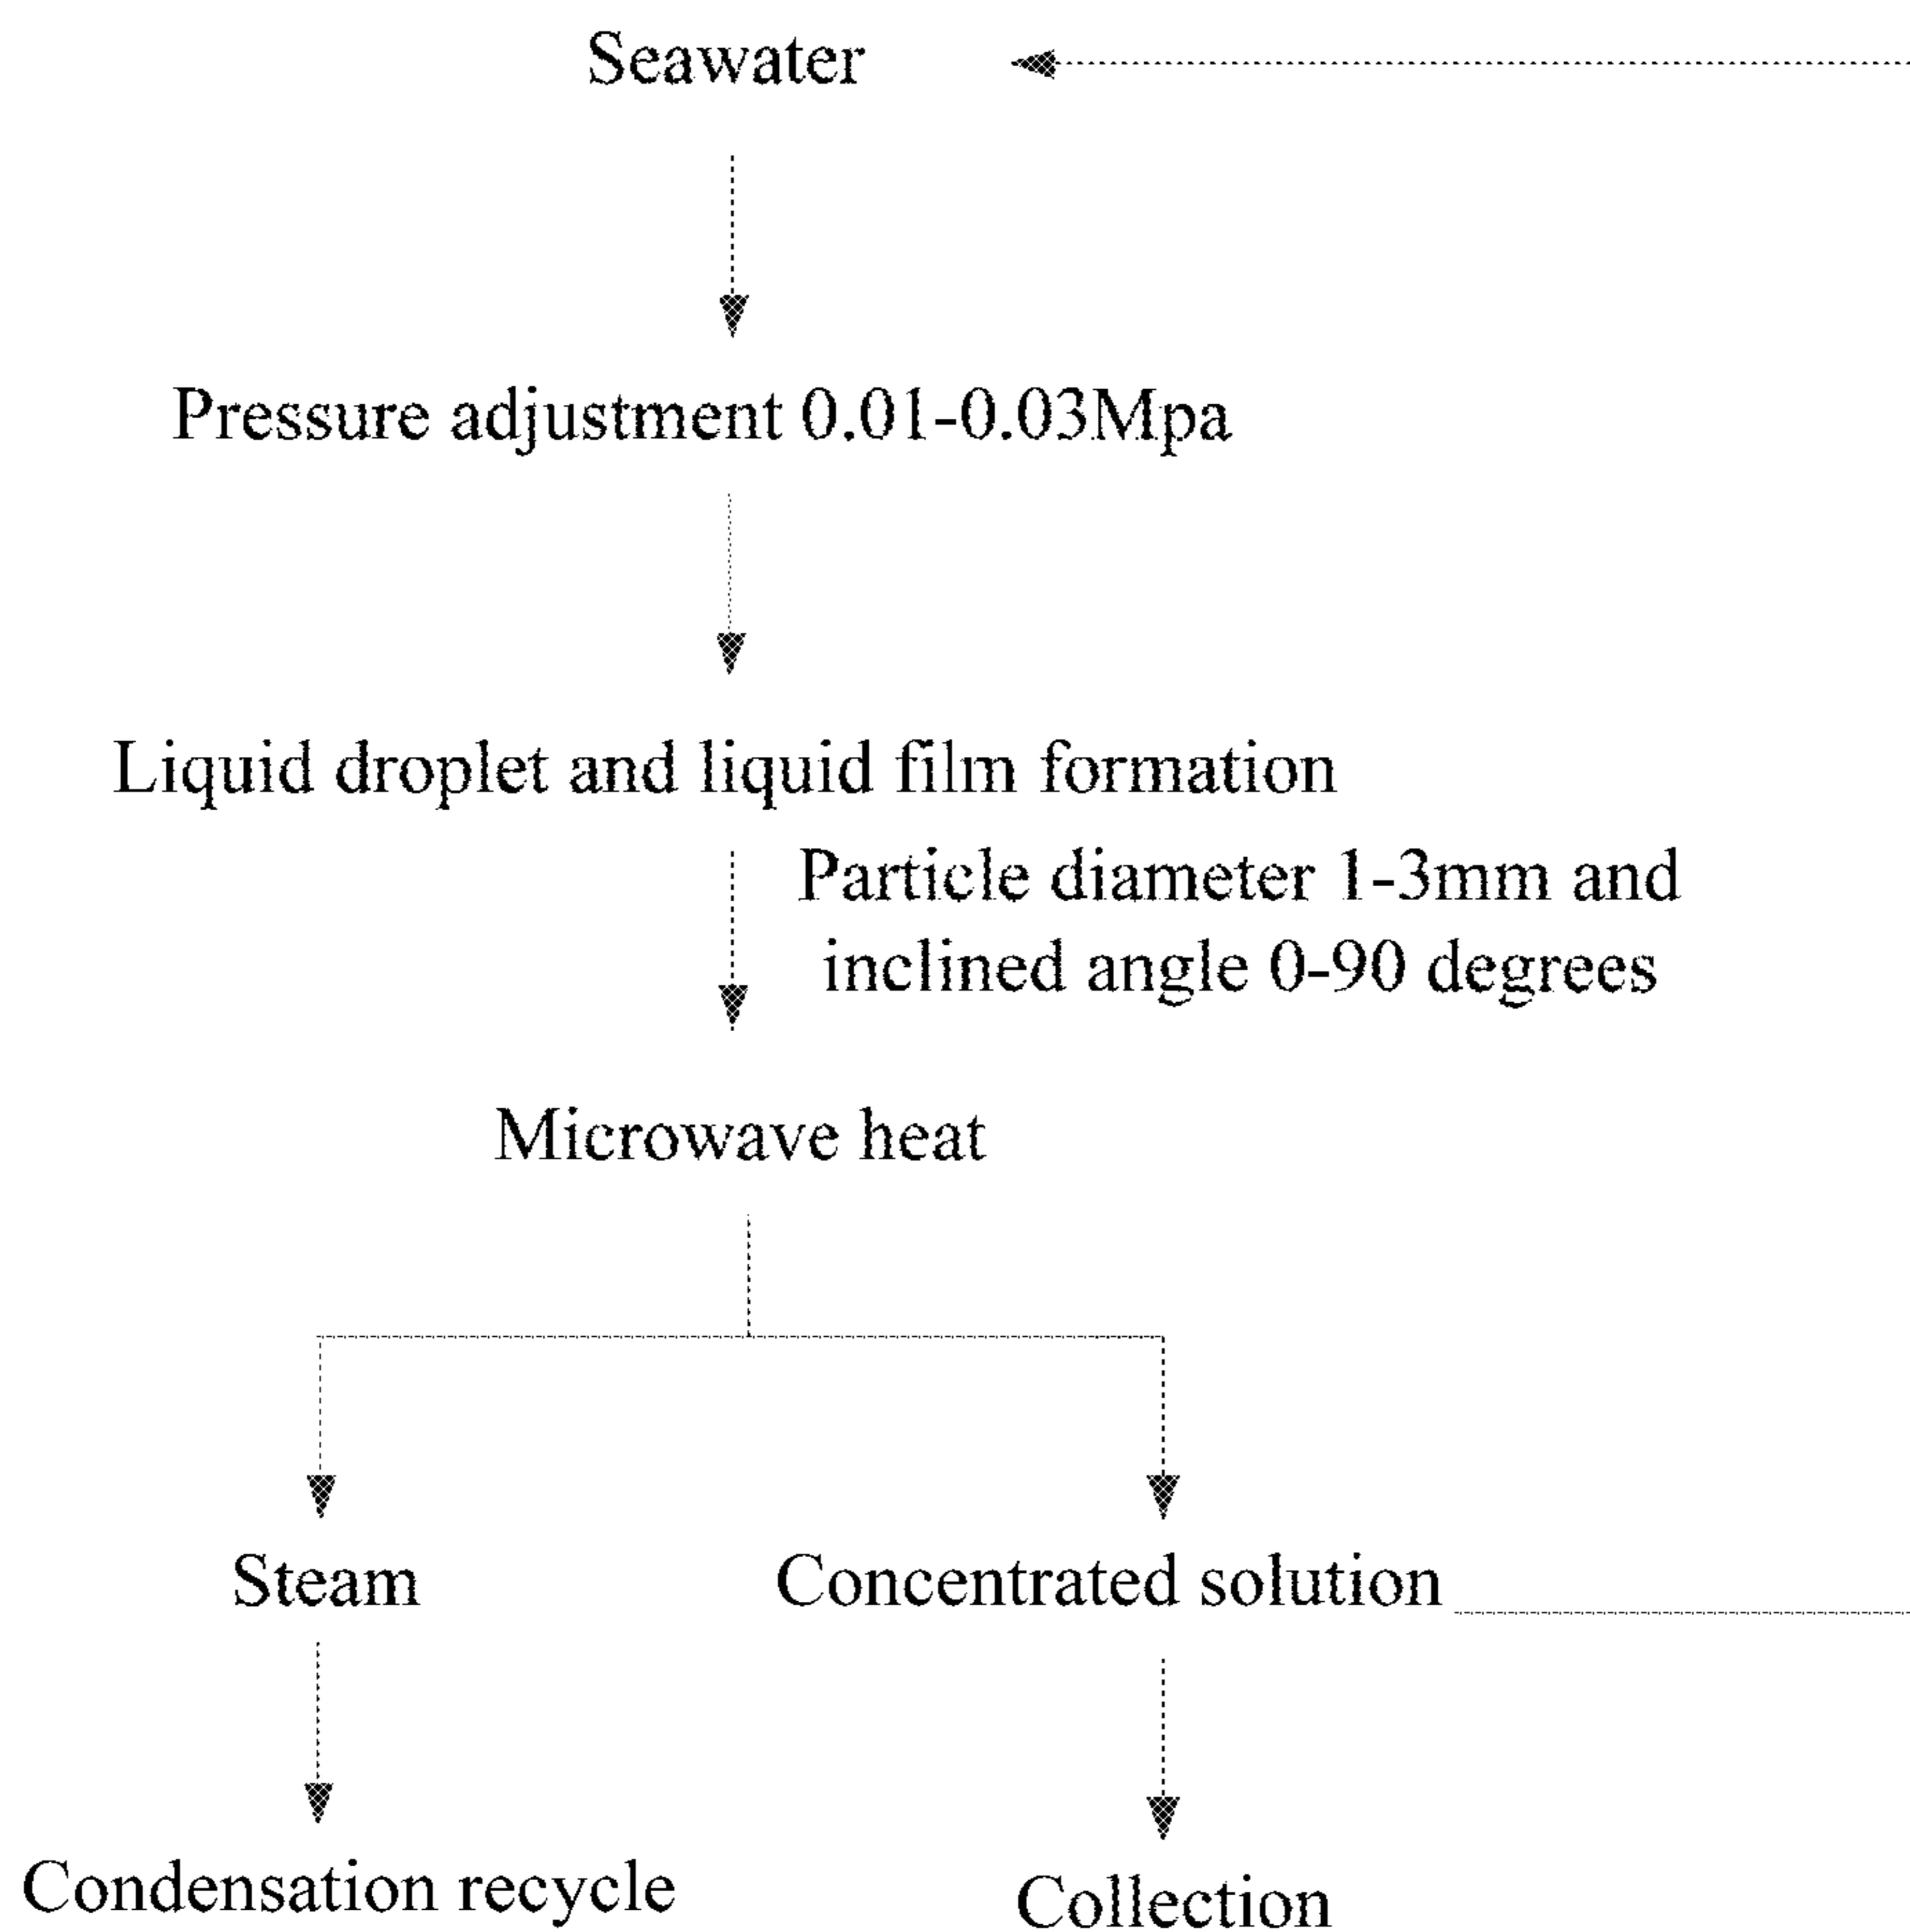 Seawater
Pressure adjustment 0.01-0.03Mpa
Liquid droplet and liquid film formation
Particle diameter 1-3mm and
inclined angle 0-90 degrees
Microwave heat
Steam
Concentrated solution
Condensation recycle
Collection